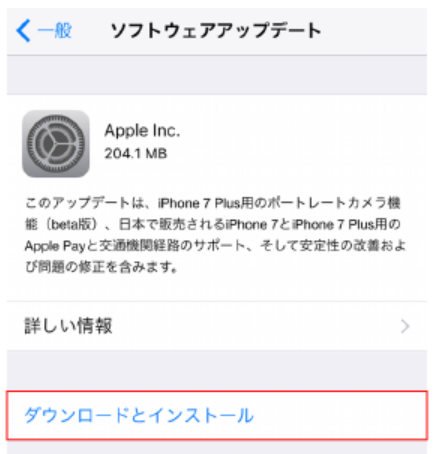 一般 ソフトウェアアップデート
Apple Inc.
204.1 MB
このアップデートは、iPhone 7 Plus用のポートレートカメラ機
能（beta版）、日本で販売されるiPhone 7とiPhone 7 Plus用の
Apple Payと交通機関経路のサポート、そして安定性の改善およ
び問題の修正を含みます。
詳しい情報
ダウンロードとインストール